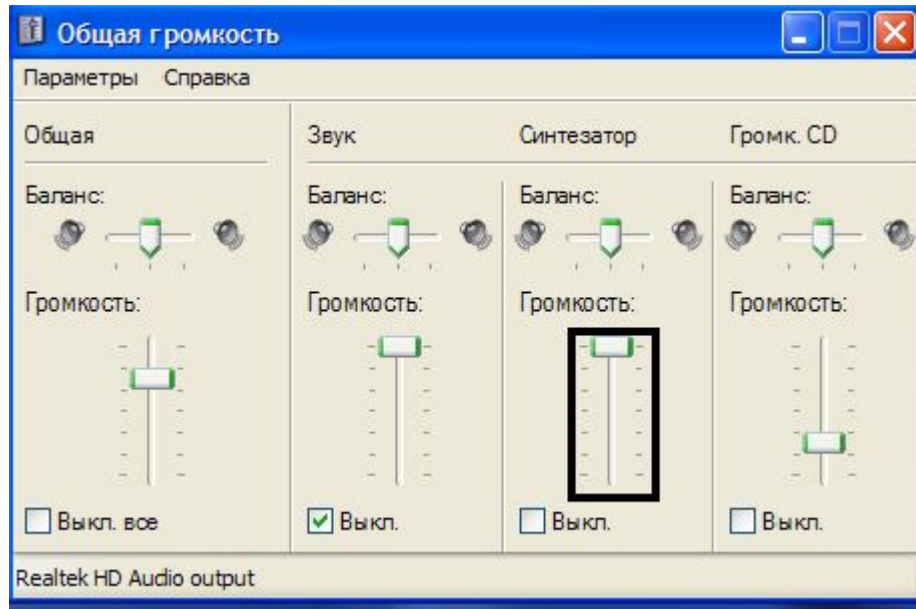 Общая громкость
Параметры Справка
Общая Звук Синтезатор Громк. CD
Баланс: Баланс: Баланс: Баланс:
Громкость: Громкость: Громкость: Громкость:
Выкл. все Выкл. Выкл. Выкл.
Realtek HD Audio output